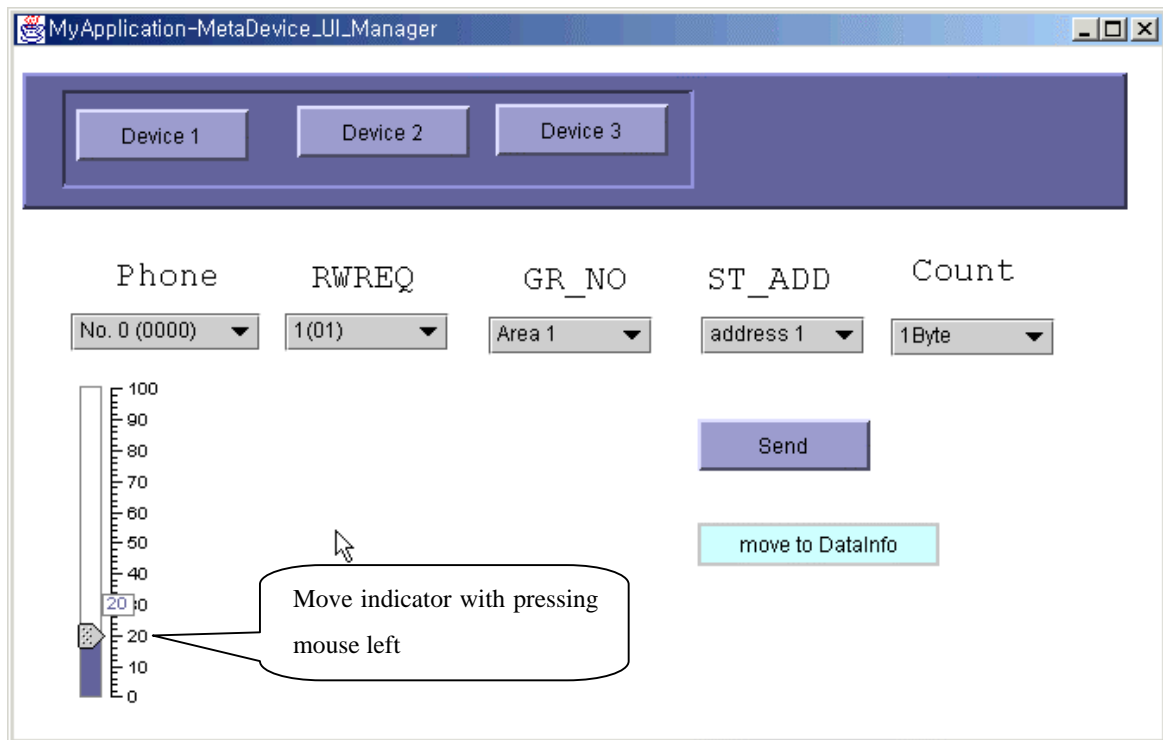 MyApplication-MetaDevice_UI_Manager
Device 1 Device 2 Device 3
Phone RWREQ GR_NO ST_ADD Count
No. 0 (0000) 1(01) Area 1 address 1 1Byte
100
90
80
70
60
50
40
20
20
10
0
Send
move to DataInfo
Move indicator with pressing
mouse left